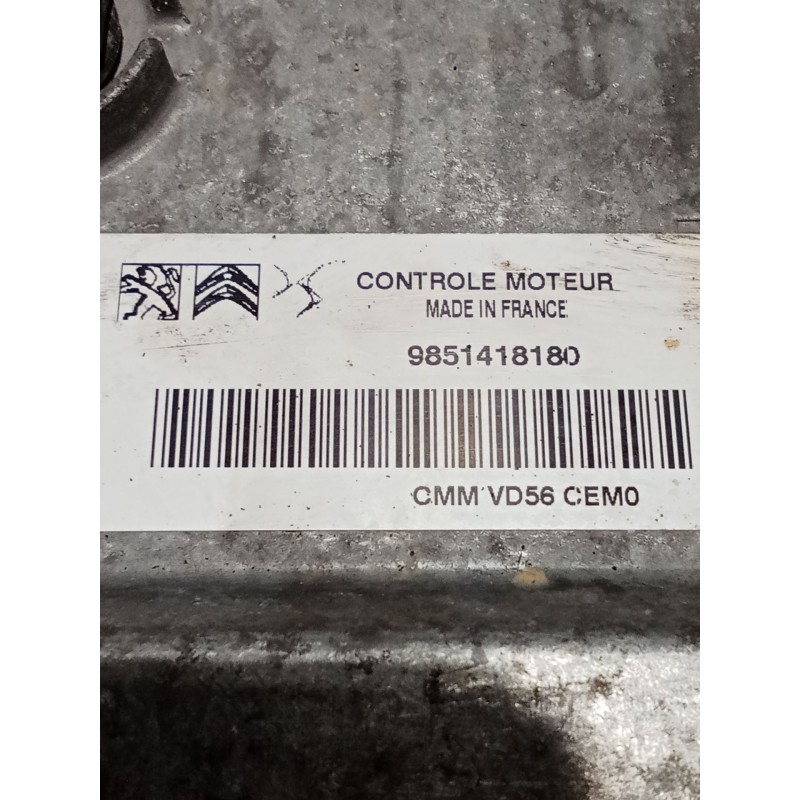 CONTROLE MOTEUR
MADE IN FRANCE
9851418180
CMM VD56 CEM0